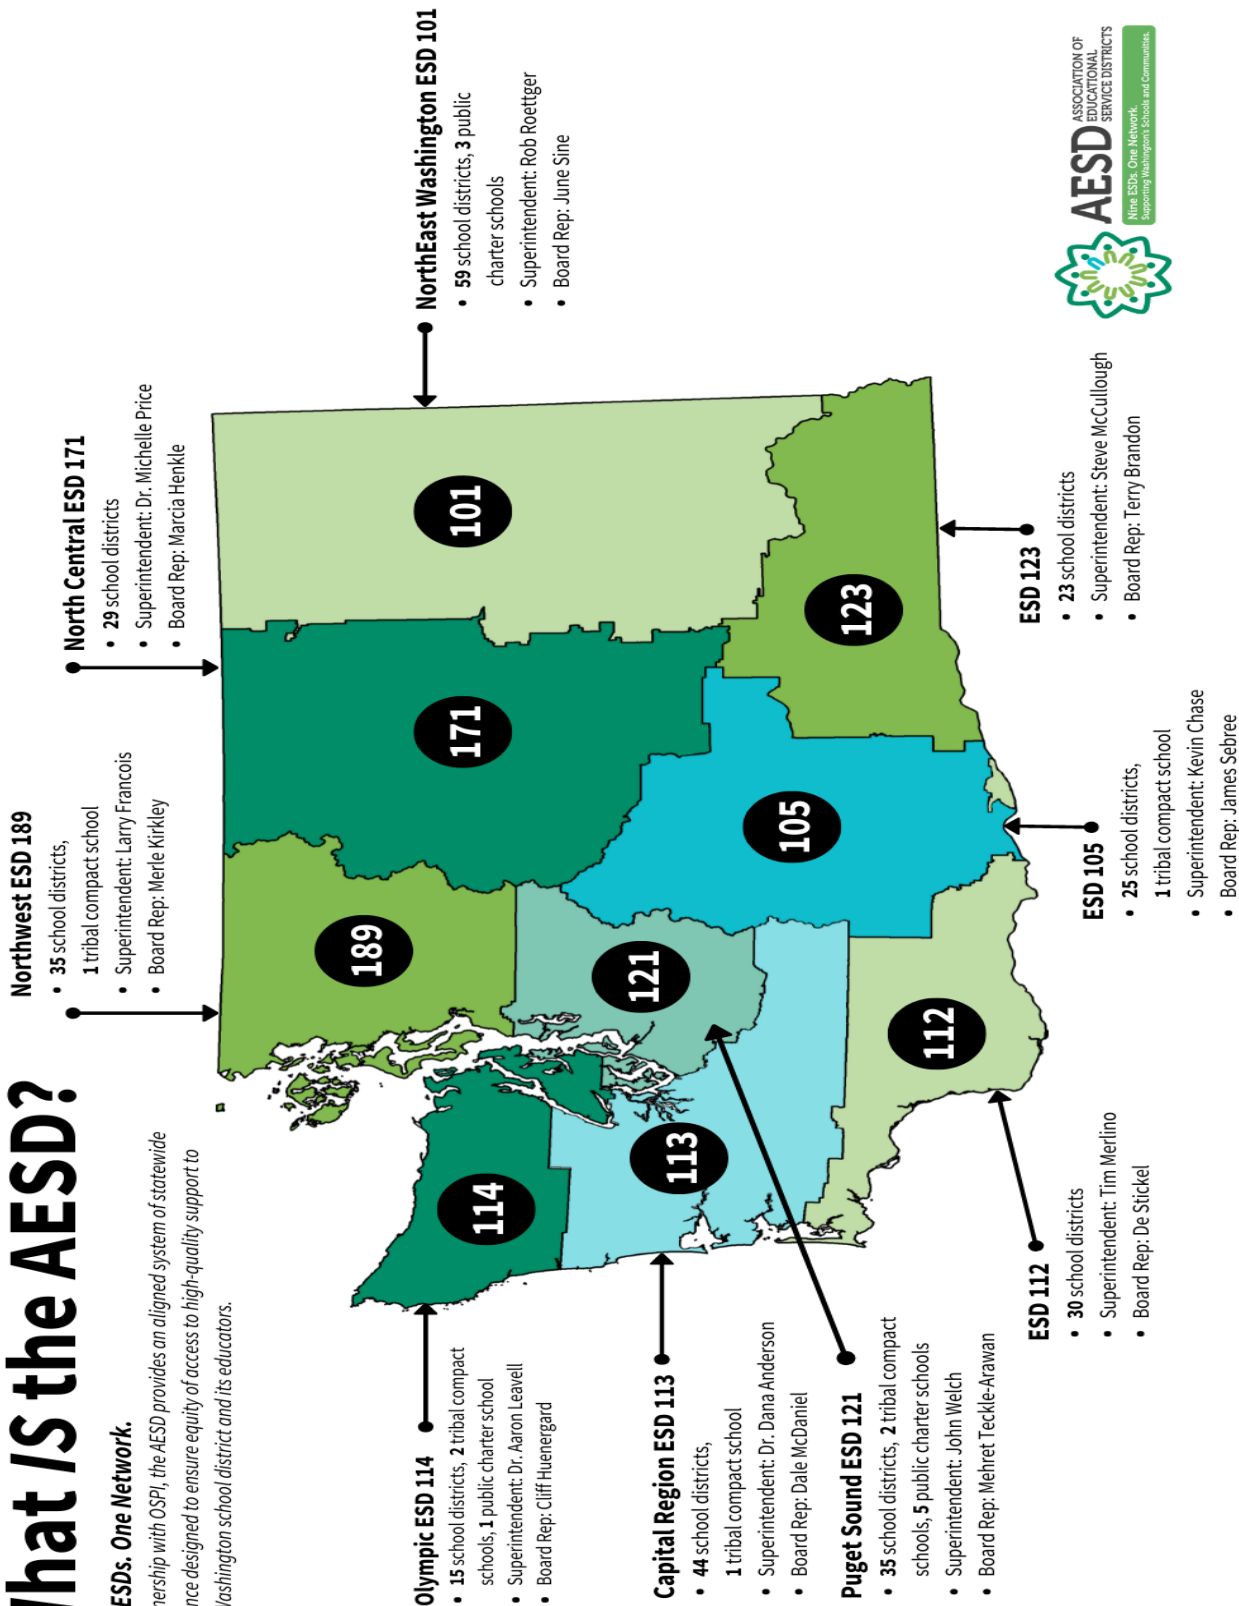 What IS the AESD?
ESDs. One Network.
nership with OSPI, the AESD provides an aligned system of statewide
nce designed to ensure equity of access to high-quality support to
Washington school district and its educators.
Northwest ESD 189
• 35 school districts,
1 tribal compact school
• Superintendent: Larry Francois
• Board Rep: Merle Kirkley
North Central ESD 171
• 29 school districts
• Superintendent: Dr. Michelle Price
• Board Rep: Marcia Henkle
NorthEast Washington ESD 101
• 59 school districts, 3 public
charter schools
• Superintendent: Rob Roettger
• Board Rep: June Sine
Olympic ESD 114
• 15 school districts, 2 tribal compact
schools, 1 public charter school
• Superintendent: Dr. Aaron Leavell
• Board Rep: Cliff Huenergard
Capital Region ESD 113
• 44 school districts,
1 tribal compact school
• Superintendent: Dr. Dana Anderson
• Board Rep: Dale McDaniel
Puget Sound ESD 121
• 35 school districts, 2 tribal compact
schools, 5 public charter schools
• Superintendent: John Welch
• Board Rep: Mehret Teckle-Arawan
189
171
101
114
121
113
105
123
112
ESD 112
• 30 school districts
• Superintendent: Tim Merlino
• Board Rep: De Stickel
ESD 105
• 25 school districts,
1 tribal compact school
• Superintendent: Kevin Chase
• Board Rep: James Sebree
ESD 123
• 23 school districts
• Superintendent: Steve McCullough
• Board Rep: Terry Brandon
AESD
ASSOCIATION OF
EDUCATIONAL
SERVICE DISTRICTS
Nine ESDs. One Network.
Supporting Washington's Schools and Communities.